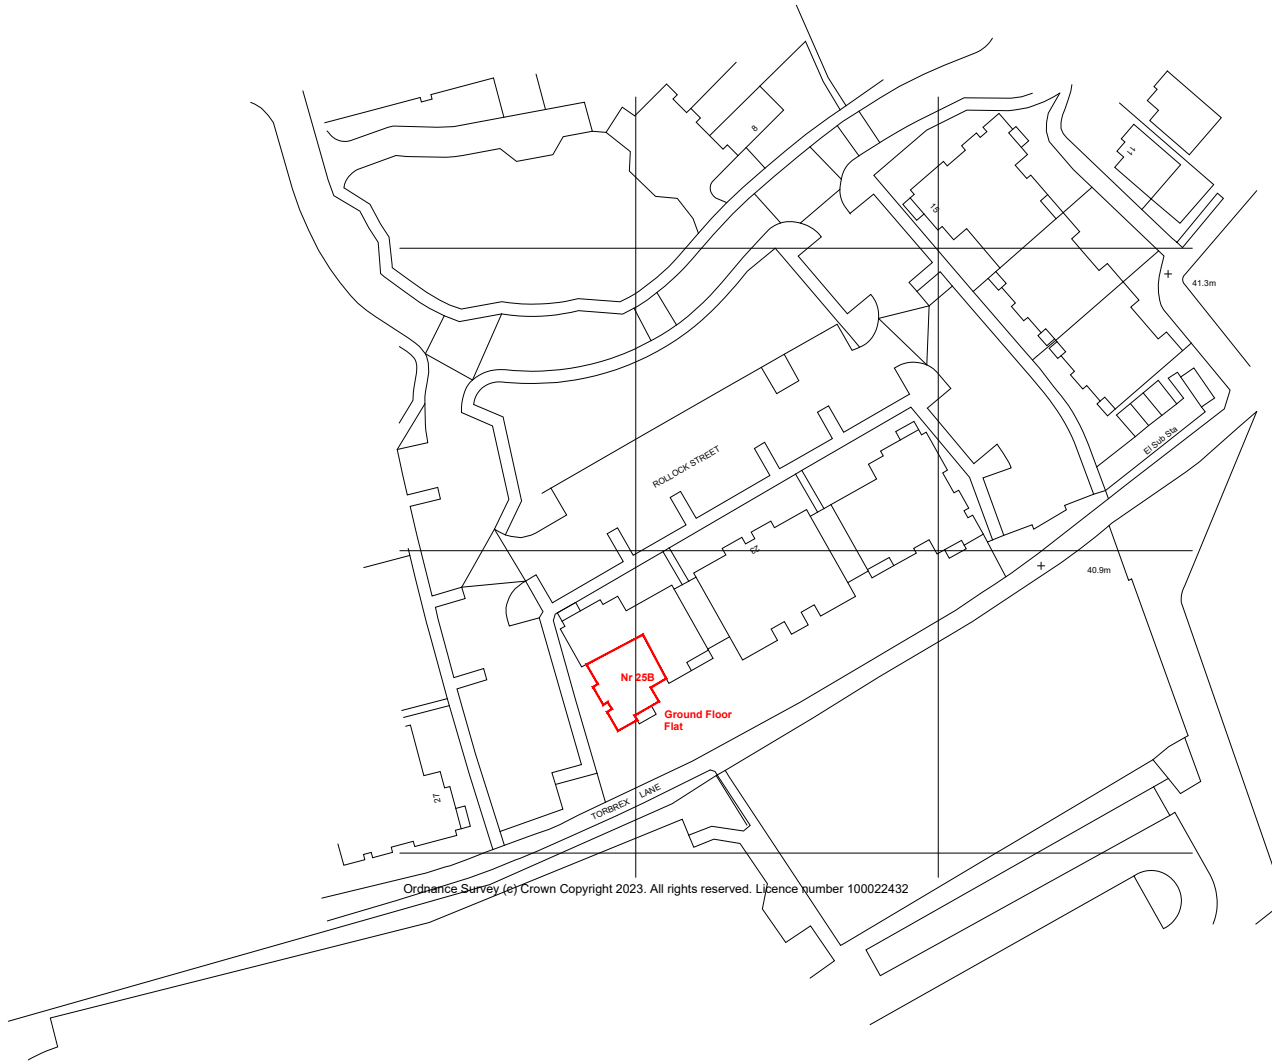 8
11
15
41.3m
El Sub Sta
ROLLOCK STREET
23
40.9m
Nr 25B
Ground Floor
Flat
27
TORBREX LANE
Ordnance Survey (c) Crown Copyright 2023. All rights reserved. Licence number 100022432